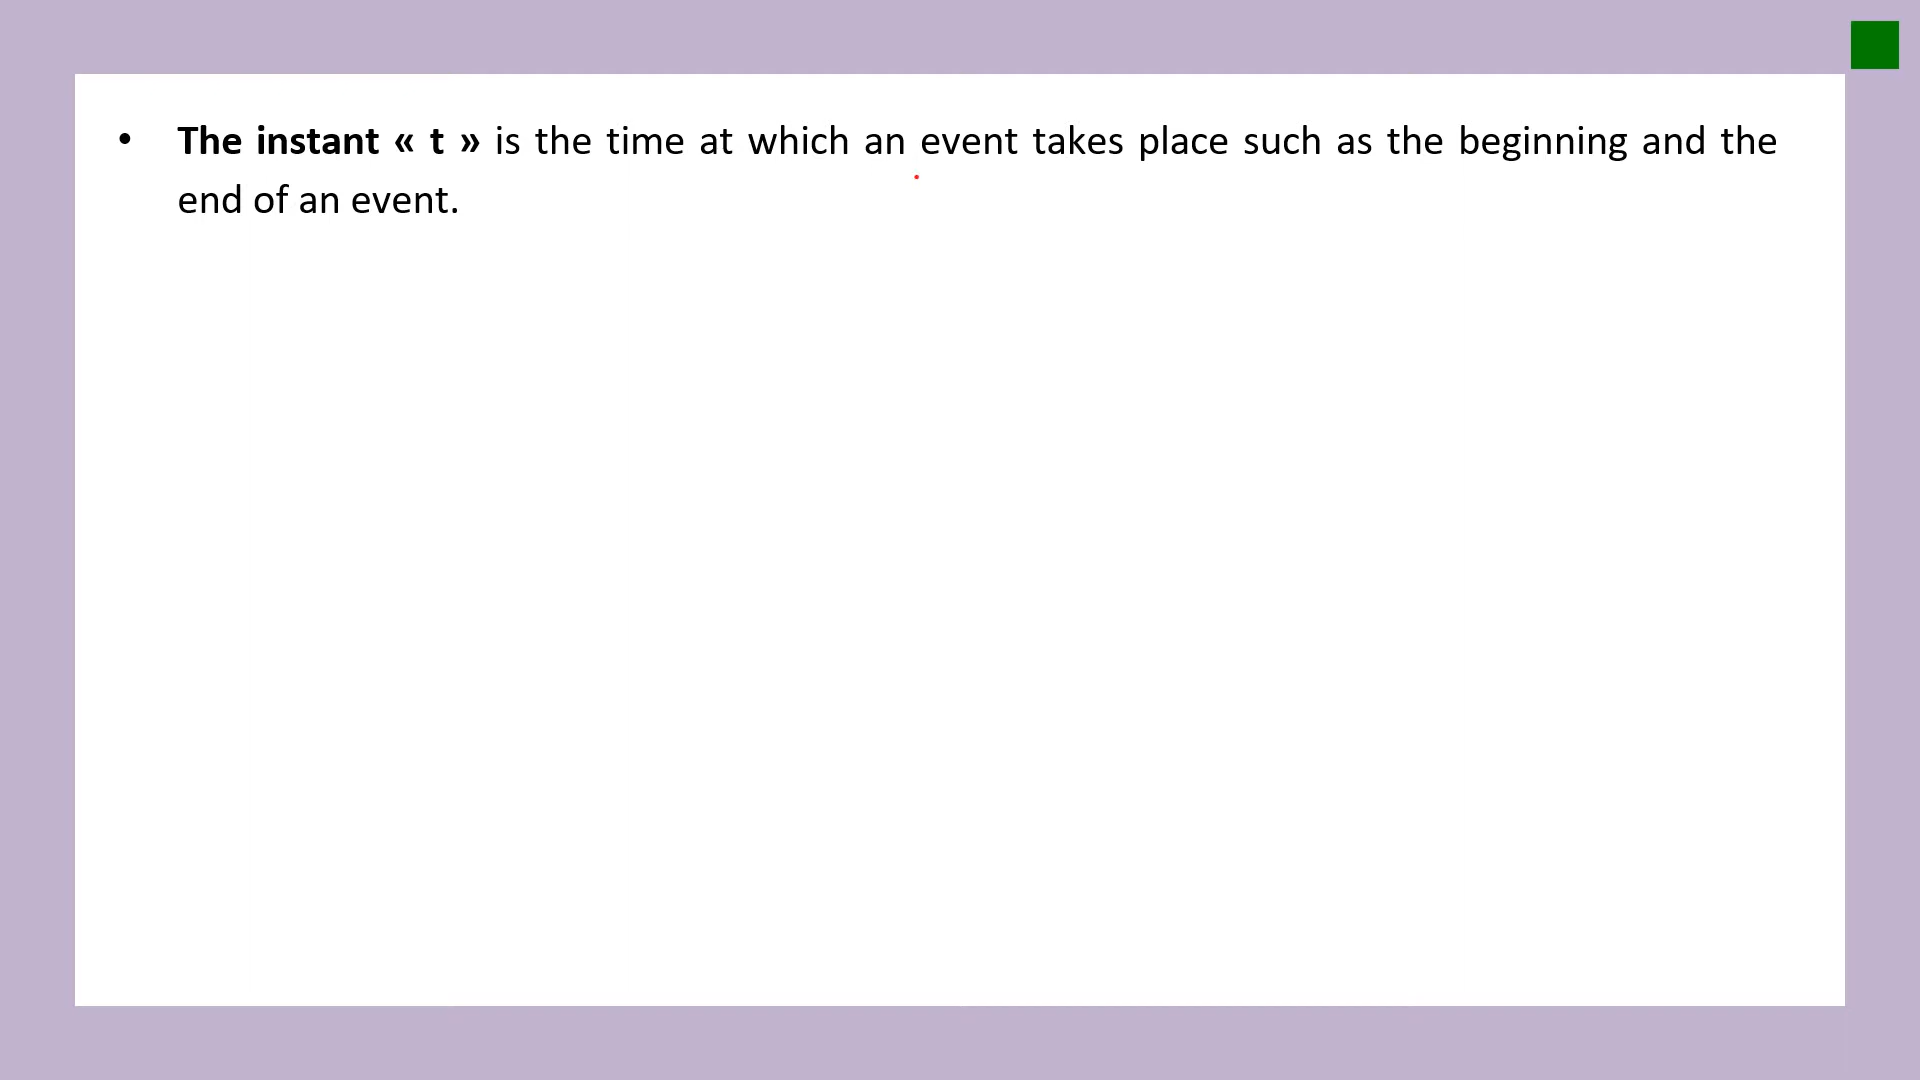 • The instant « t » is the time at which an event takes place such as the beginning and the
end of an event.